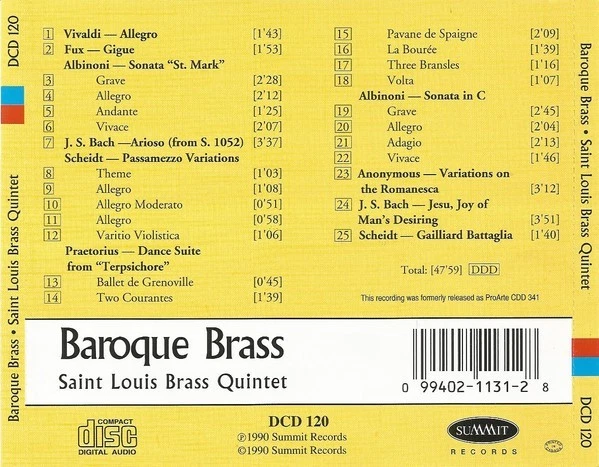 DCD 120
Baroque Brass • Saint Louis Brass Quintet
1 Vivaldi — Allegro [1'43]
2 Fux — Gigue [1'53]
Albinoni — Sonata “St. Mark”
3 Grave [2'28]
4 Allegro [2'12]
5 Andante [1'25]
6 Vivace [2'07]
7 J. S. Bach — Arioso (from S. 1052) [3'37]
Scheidt — Passamezzo Variations
8 Theme [1'03]
9 Allegro [1'08]
10 Allegro Moderato [0'51]
11 Allegro [0'58]
12 Varitio Violistica [1'06]
Praetorius — Dance Suite
from “Terpsichore”
13 Ballet de Grenoville [0'45]
14 Two Courantes [1'39]
15 Pavane de Spaigne [2'09]
16 La Bourée [1'39]
17 Three Bransles [1'16]
18 Volta [1'07]
Albinoni — Sonata in C
19 Grave [2'45]
20 Allegro [2'04]
21 Adagio [2'13]
22 Vivace [1'46]
23 Anonymous — Variations on
the Romanesca [3'12]
24 J. S. Bach — Jesu, Joy of
Man's Desiring [3'51]
25 Scheidt — Gailliard Battaglia [1'40]
Total: [47'59] DDD
This recording was formerly released as ProArte CDD 341
Baroque Brass
Saint Louis Brass Quintet
0 99402-1131-2 8
COMPACT
disc
DIGITAL AUDIO
DCD 120
Ⓟ1990 Summit Records
©1990 Summit Records
SUMMIT
RECORDS
Baroque Brass • Saint Louis Brass Quintet
DCD 120